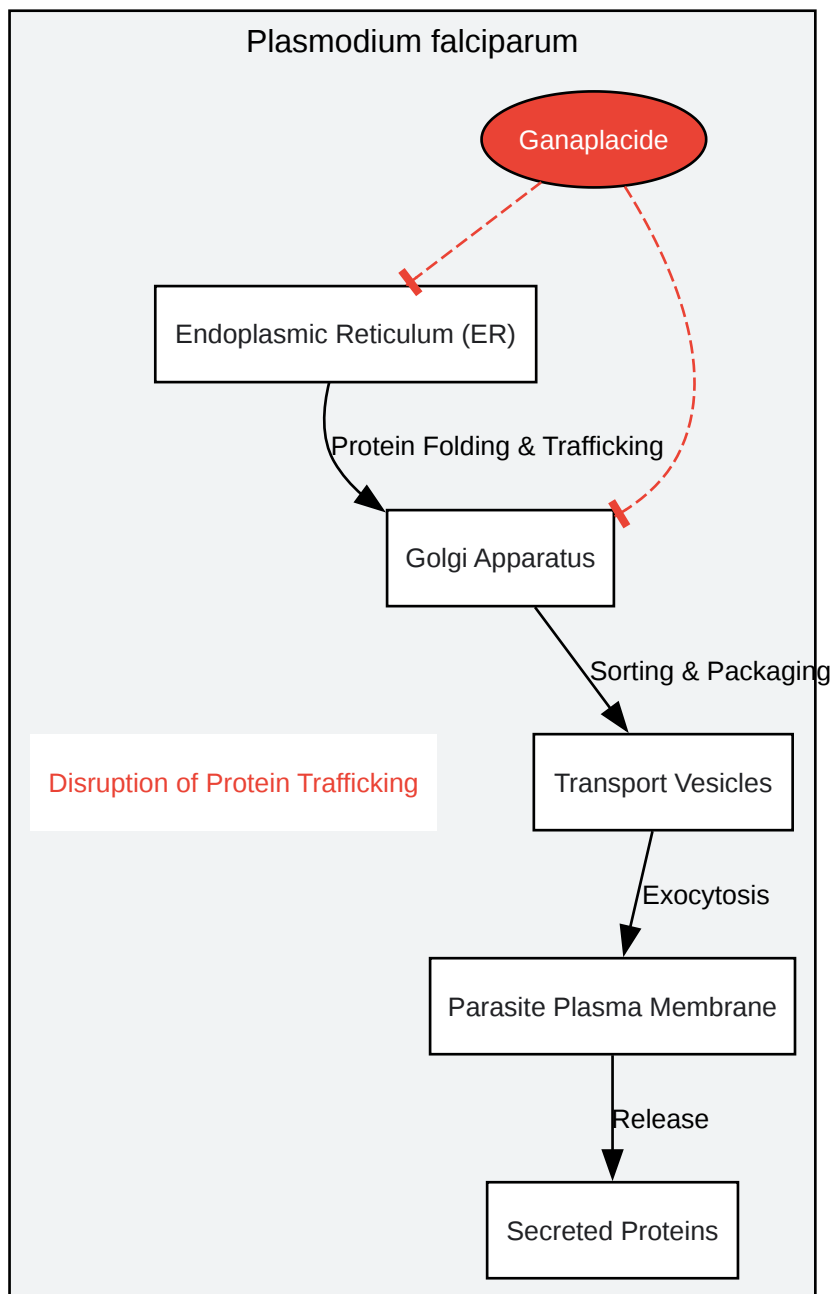 Plasmodium falciparum
Ganaplacide
Endoplasmic Reticulum (ER)
Protein Folding & Trafficking
Golgi Apparatus
Sorting & Packaging
Disruption of Protein Trafficking
Transport Vesicles
Exocytosis
Parasite Plasma Membrane
Release
Secreted Proteins